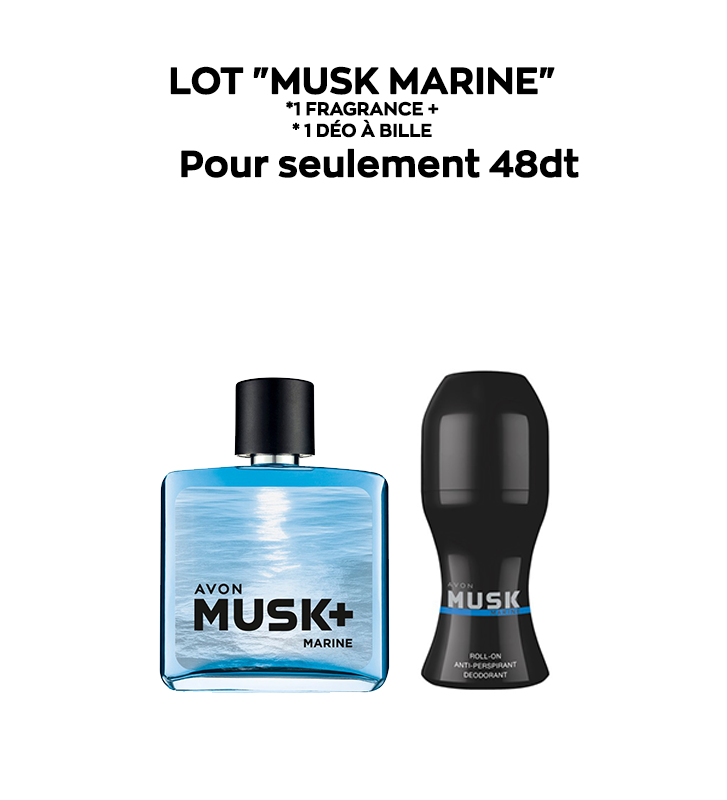 LOT "MUSK MARINE"
*1 FRAGRANCE +
* 1 DÉO À BILLE
Pour seulement 48dt
AVON
MUSK+
MARINE
AVON
MUSK
ROLL-ON
ANTI-PERSPIRANT
DEODORANT